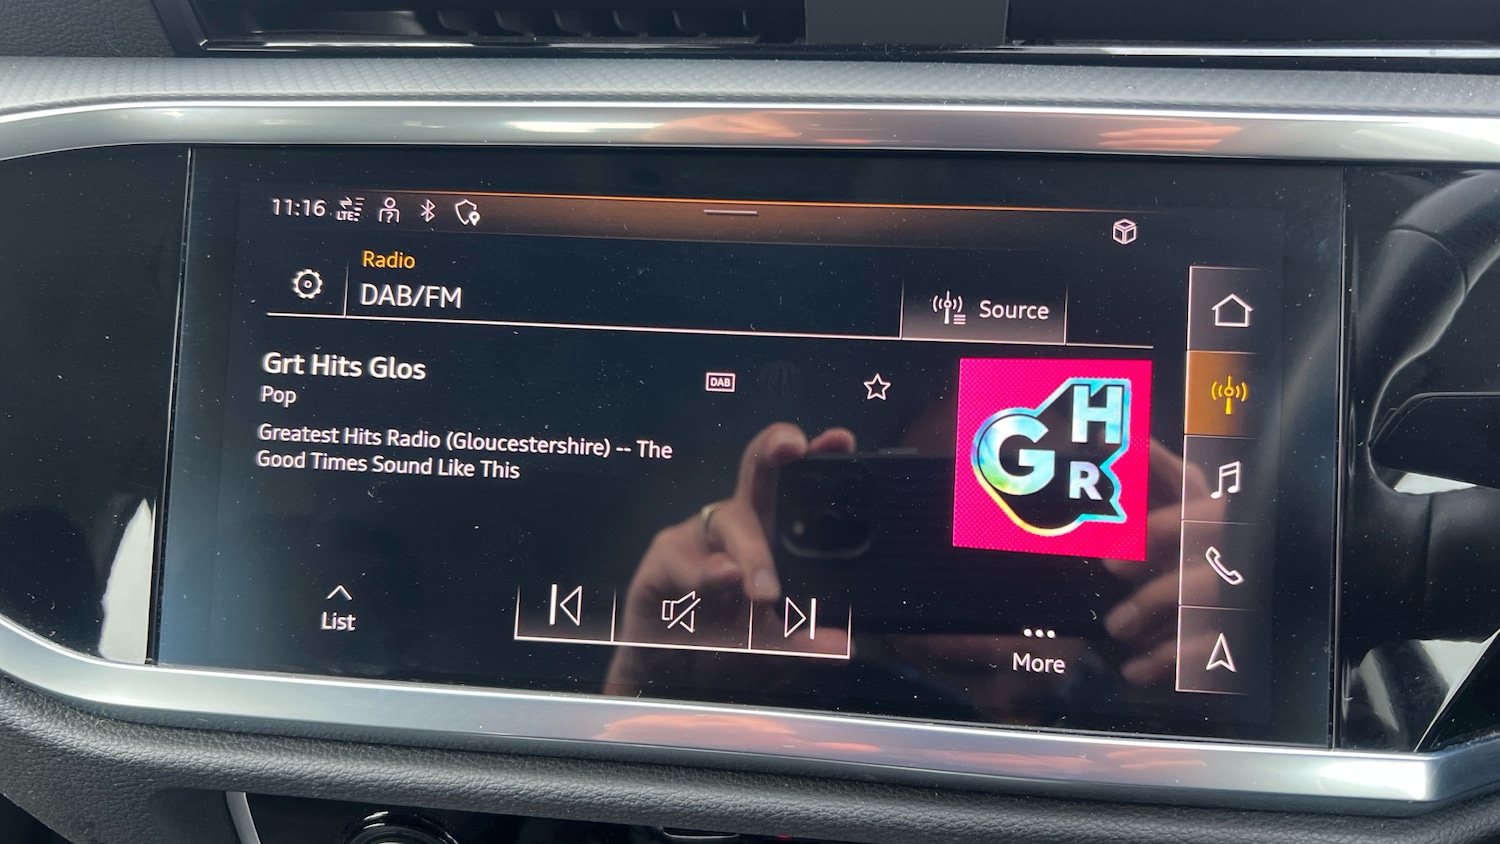 11:16
LTE
Radio
DAB/FM
Source
Grt Hits Glos
DAB
Pop
Greatest Hits Radio (Gloucestershire) -- The
Good Times Sound Like This
G H R
List
More